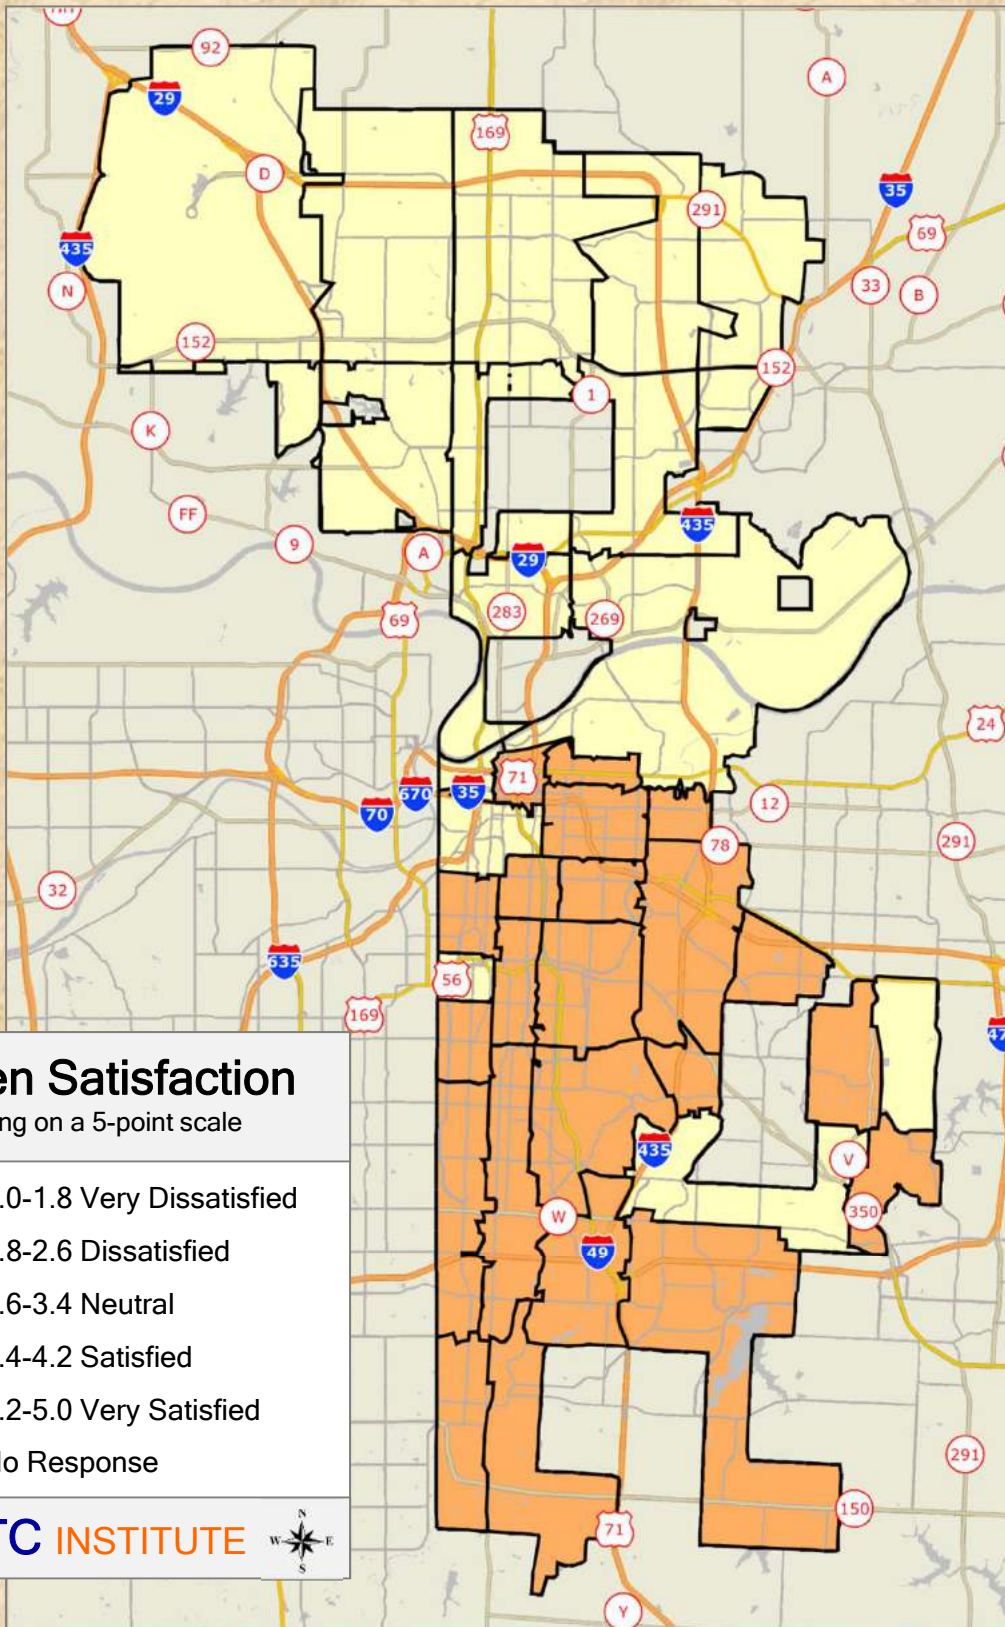 92
29
A
169
D
291
35
69
435
N
33
B
152
152
1
K
FF
9
435
A
29
283
269
69
24
71
670
35
70
12
78
291
32
635
56
169
47
en Satisfaction
ng on a 5-point scale
.0-1.8 Very Dissatisfied
.8-2.6 Dissatisfied
.6-3.4 Neutral
.4-4.2 Satisfied
.2-5.0 Very Satisfied
No Response
TC INSTITUTE
N
W E
S
435
V
350
W
49
291
150
71
Y